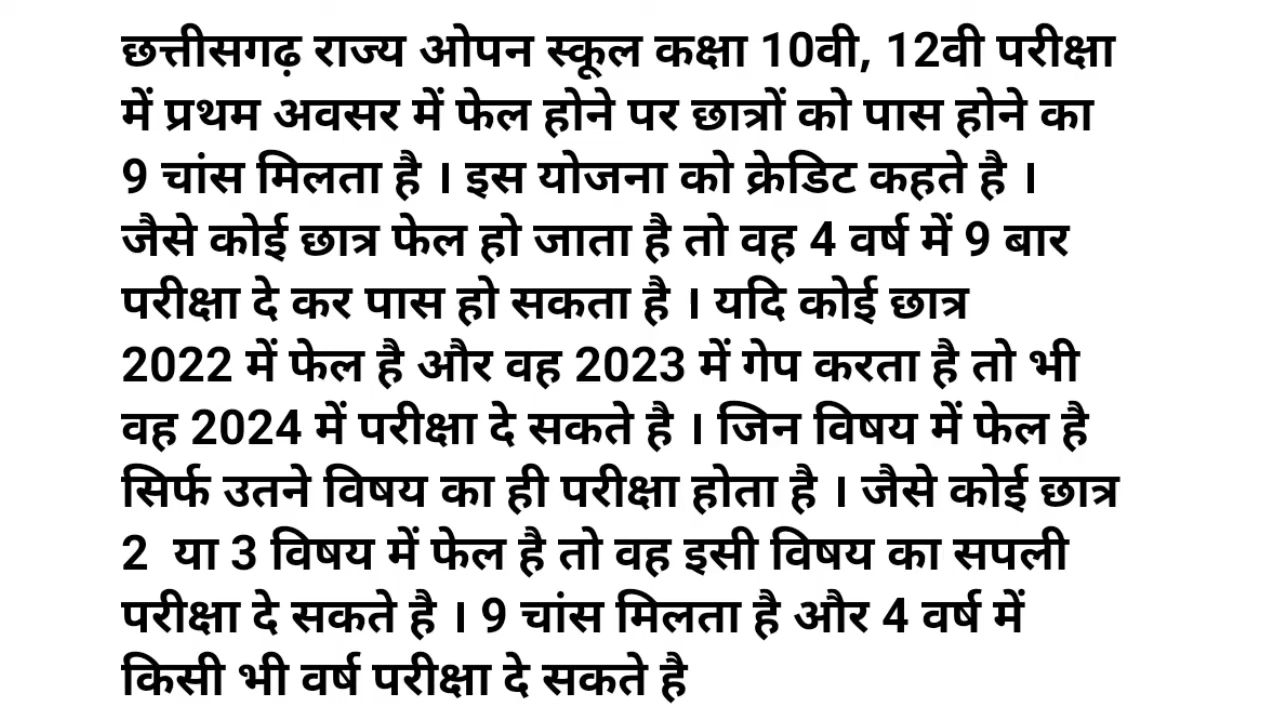 छत्तीसगढ़ राज्य ओपन स्कूल कक्षा 10वी, 12वी परीक्षा
में प्रथम अवसर में फेल होने पर छात्रों को पास होने का
9 चांस मिलता है । इस योजना को क्रेडिट कहते है ।
जैसे कोई छात्र फेल हो जाता है तो वह 4 वर्ष में 9 बार
परीक्षा दे कर पास हो सकता है । यदि कोई छात्र
2022 में फेल है और वह 2023 में गेप करता है तो भी
वह 2024 में परीक्षा दे सकते है । जिन विषय में फेल है
सिर्फ उतने विषय का ही परीक्षा होता है । जैसे कोई छात्र
2 या 3 विषय में फेल है तो वह इसी विषय का सपली
परीक्षा दे सकते है । 9 चांस मिलता है और 4 वर्ष में
किसी भी वर्ष परीक्षा दे सकते है